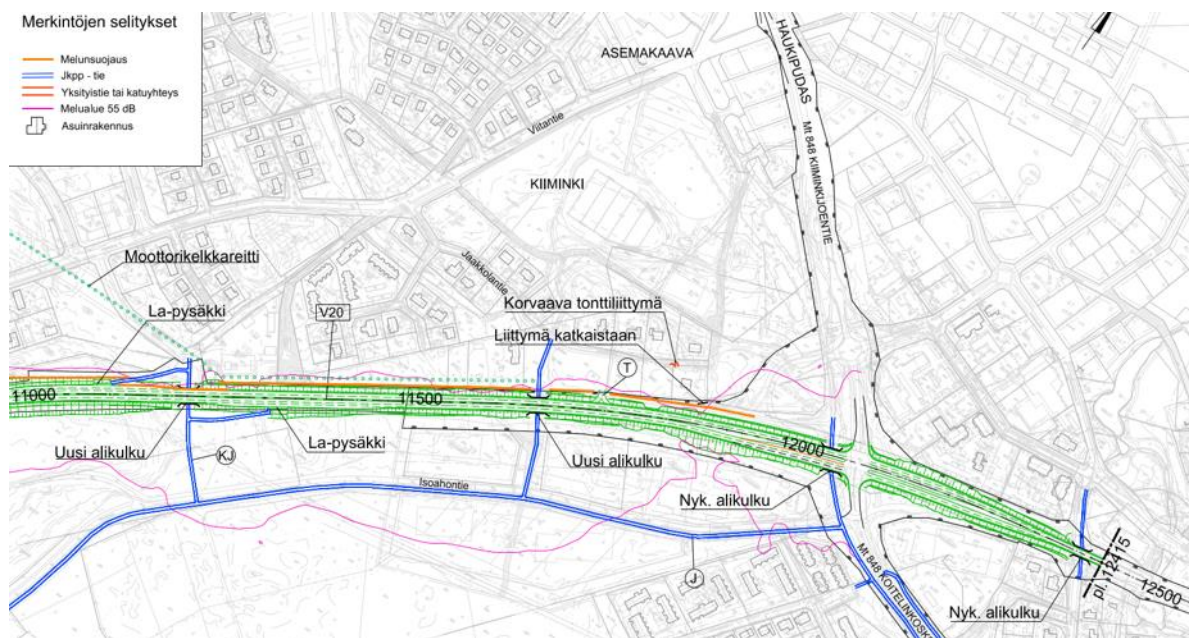 Merkintöjen selitykset
Melunsuojaus
Jkpp - tie
Yksityistie tai katuyhteys
Melualue 55 dB
Asuinrakennus
ASEMAKAAVA
HAUKIPUDAS
Mt 848 KIIMINKIJOENTIE
Viitantie
KIIMINKI
Jaakkolantie
Moottorikelkkareitti
La-pysäkki
V20
Korvaava tonttiliittymä
Liittymä katkaistaan
T
11000
11500
12000
La-pysäkki
Uusi alikulku
KJ
Uusi alikulku
Isoahontie
Nyk. alikulku
J
Mt 848 KOITELINKOSK
Nyk. alikulku
pl. 12415
12500